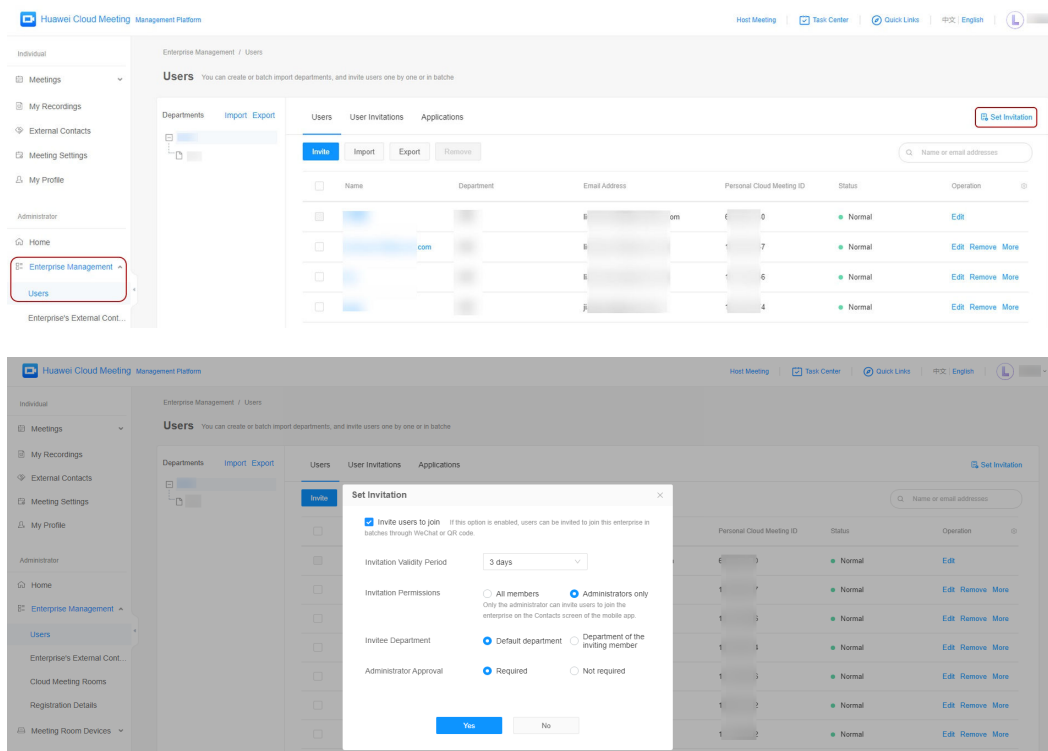 Huawei Cloud Meeting Management Platform Host Meeting Task Center Quick Links 中文 English L
Individual
Meetings
My Recordings
External Contacts
Meeting Settings
My Profile
Administrator
Home
Enterprise Management
Users
Enterprise's External Cont...
Enterprise Management / Users
Users You can create or batch import departments, and invite users one by one or in batche
Departments Import Export
Users User Invitations Applications Set Invitation
Invite Import Export Remove Name or email addresses
Name Department Email Address Personal Cloud Meeting ID Status Operation
li om 6 0 Normal Edit
.com li 1 7 Normal Edit Remove More
li 1 6 Normal Edit Remove More
ji 1 4 Normal Edit Remove More
Huawei Cloud Meeting Management Platform Host Meeting Task Center Quick Links 中文 English L
Individual
Meetings
My Recordings
External Contacts
Meeting Settings
My Profile
Administrator
Home
Enterprise Management
Users
Enterprise's External Cont...
Cloud Meeting Rooms
Registration Details
Meeting Room Devices
Enterprise Management / Users
Users You can create or batch import departments, and invite users one by one or in batche
Departments Import Export
Users User Invitations Applications Set Invitation
Invite Name or email addresses
Personal Cloud Meeting ID Status Operation
Normal Edit
Normal Edit Remove More
Normal Edit Remove More
Normal Edit Remove More
Normal Edit Remove More
Normal Edit Remove More
Normal Edit Remove More
Set Invitation
Invite users to join If this option is enabled, users can be invited to join this enterprise in
batches through WeChat or QR code.
Invitation Validity Period 3 days
Invitation Permissions All members Administrators only
Only the administrator can invite users to join the
enterprise on the Contacts screen of the mobile app.
Invitee Department Default department Department of the
inviting member
Administrator Approval Required Not required
Yes No